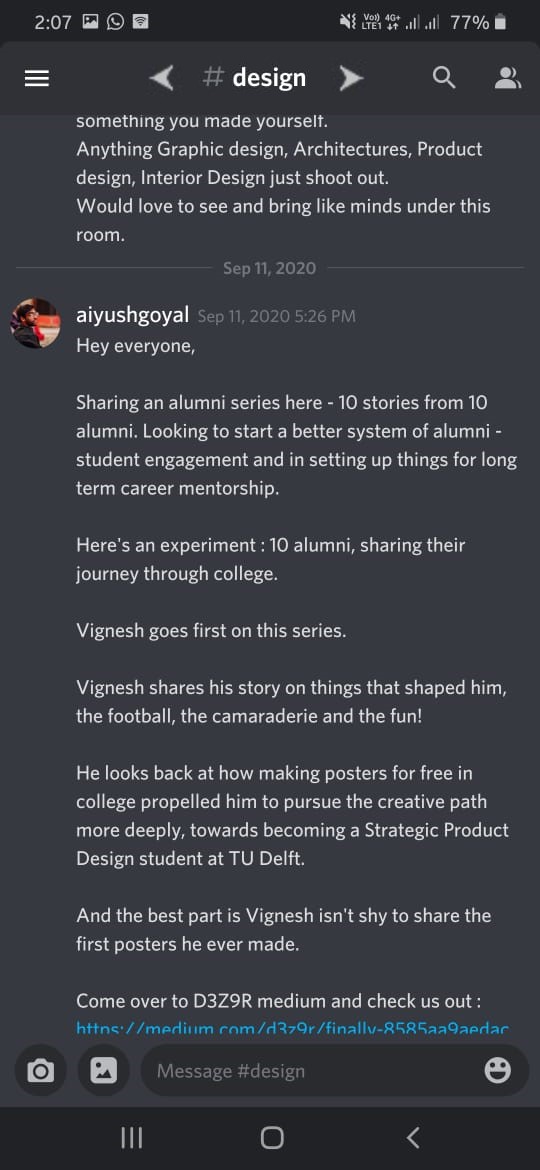 2:07 Vo)) LTE1 4G+ 77%
# design
something you made yourself.
Anything Graphic design, Architectures, Product
design, Interior Design just shoot out.
Would love to see and bring like minds under this
room.
Sep 11, 2020
aiyushgoyal Sep 11, 2020 5:26 PM
Hey everyone,
Sharing an alumni series here - 10 stories from 10
alumni. Looking to start a better system of alumni -
student engagement and in setting up things for long
term career mentorship.
Here's an experiment : 10 alumni, sharing their
journey through college.
Vignesh goes first on this series.
Vignesh shares his story on things that shaped him,
the football, the camaraderie and the fun!
He looks back at how making posters for free in
college propelled him to pursue the creative path
more deeply, towards becoming a Strategic Product
Design student at TU Delft.
And the best part is Vignesh isn't shy to share the
first posters he ever made.
Come over to D3Z9R medium and check us out :
https://medium.com/d3z9r/finally-8585aa9aedac
Message #design